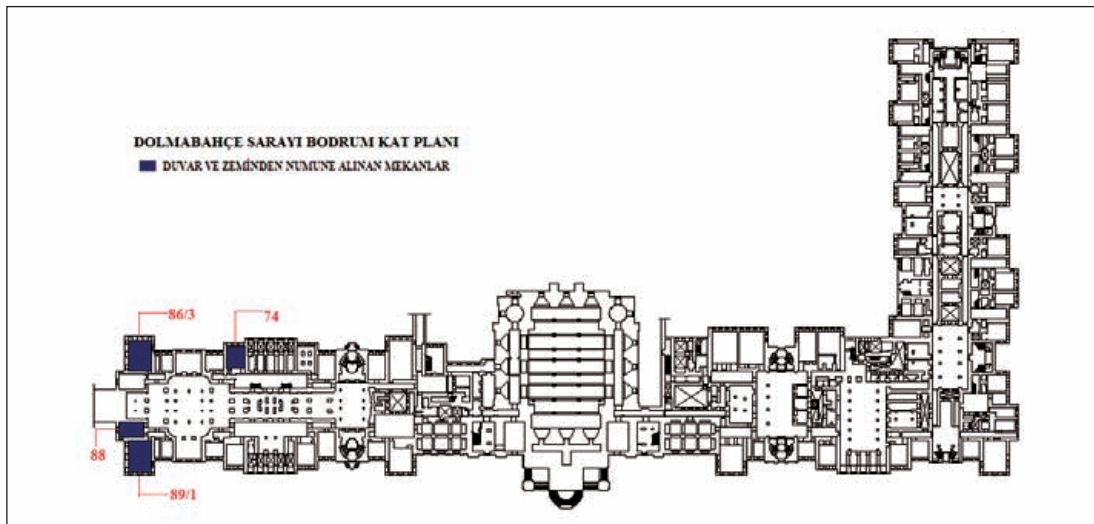 DOLMABAHÇE SARAYI BODRUM KAT PLANI
DUVAR VE ZEMİNDEN NUMUNE ALINAN MEKANLAR
86/3
74
88
89/1